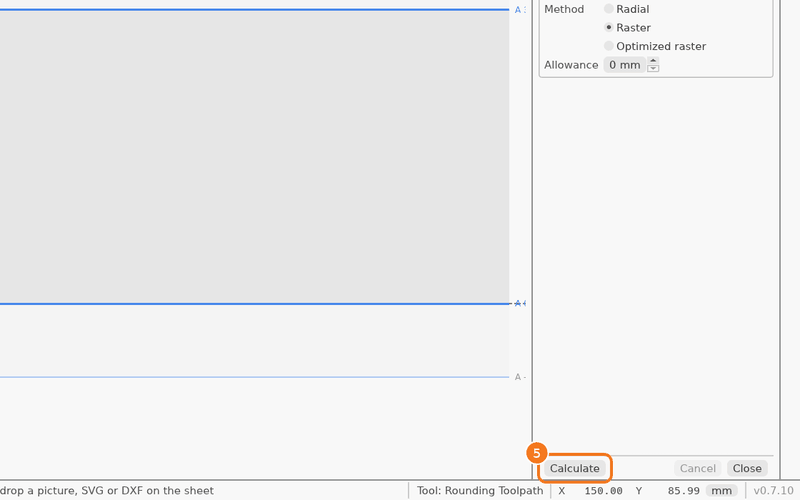 Method
Radial
Raster
Optimized raster
Allowance 0 mm
5
Calculate Cancel Close
drop a picture, SVG or DXF on the sheet Tool: Rounding Toolpath X 150.00 Y 85.99 mm v0.7.10